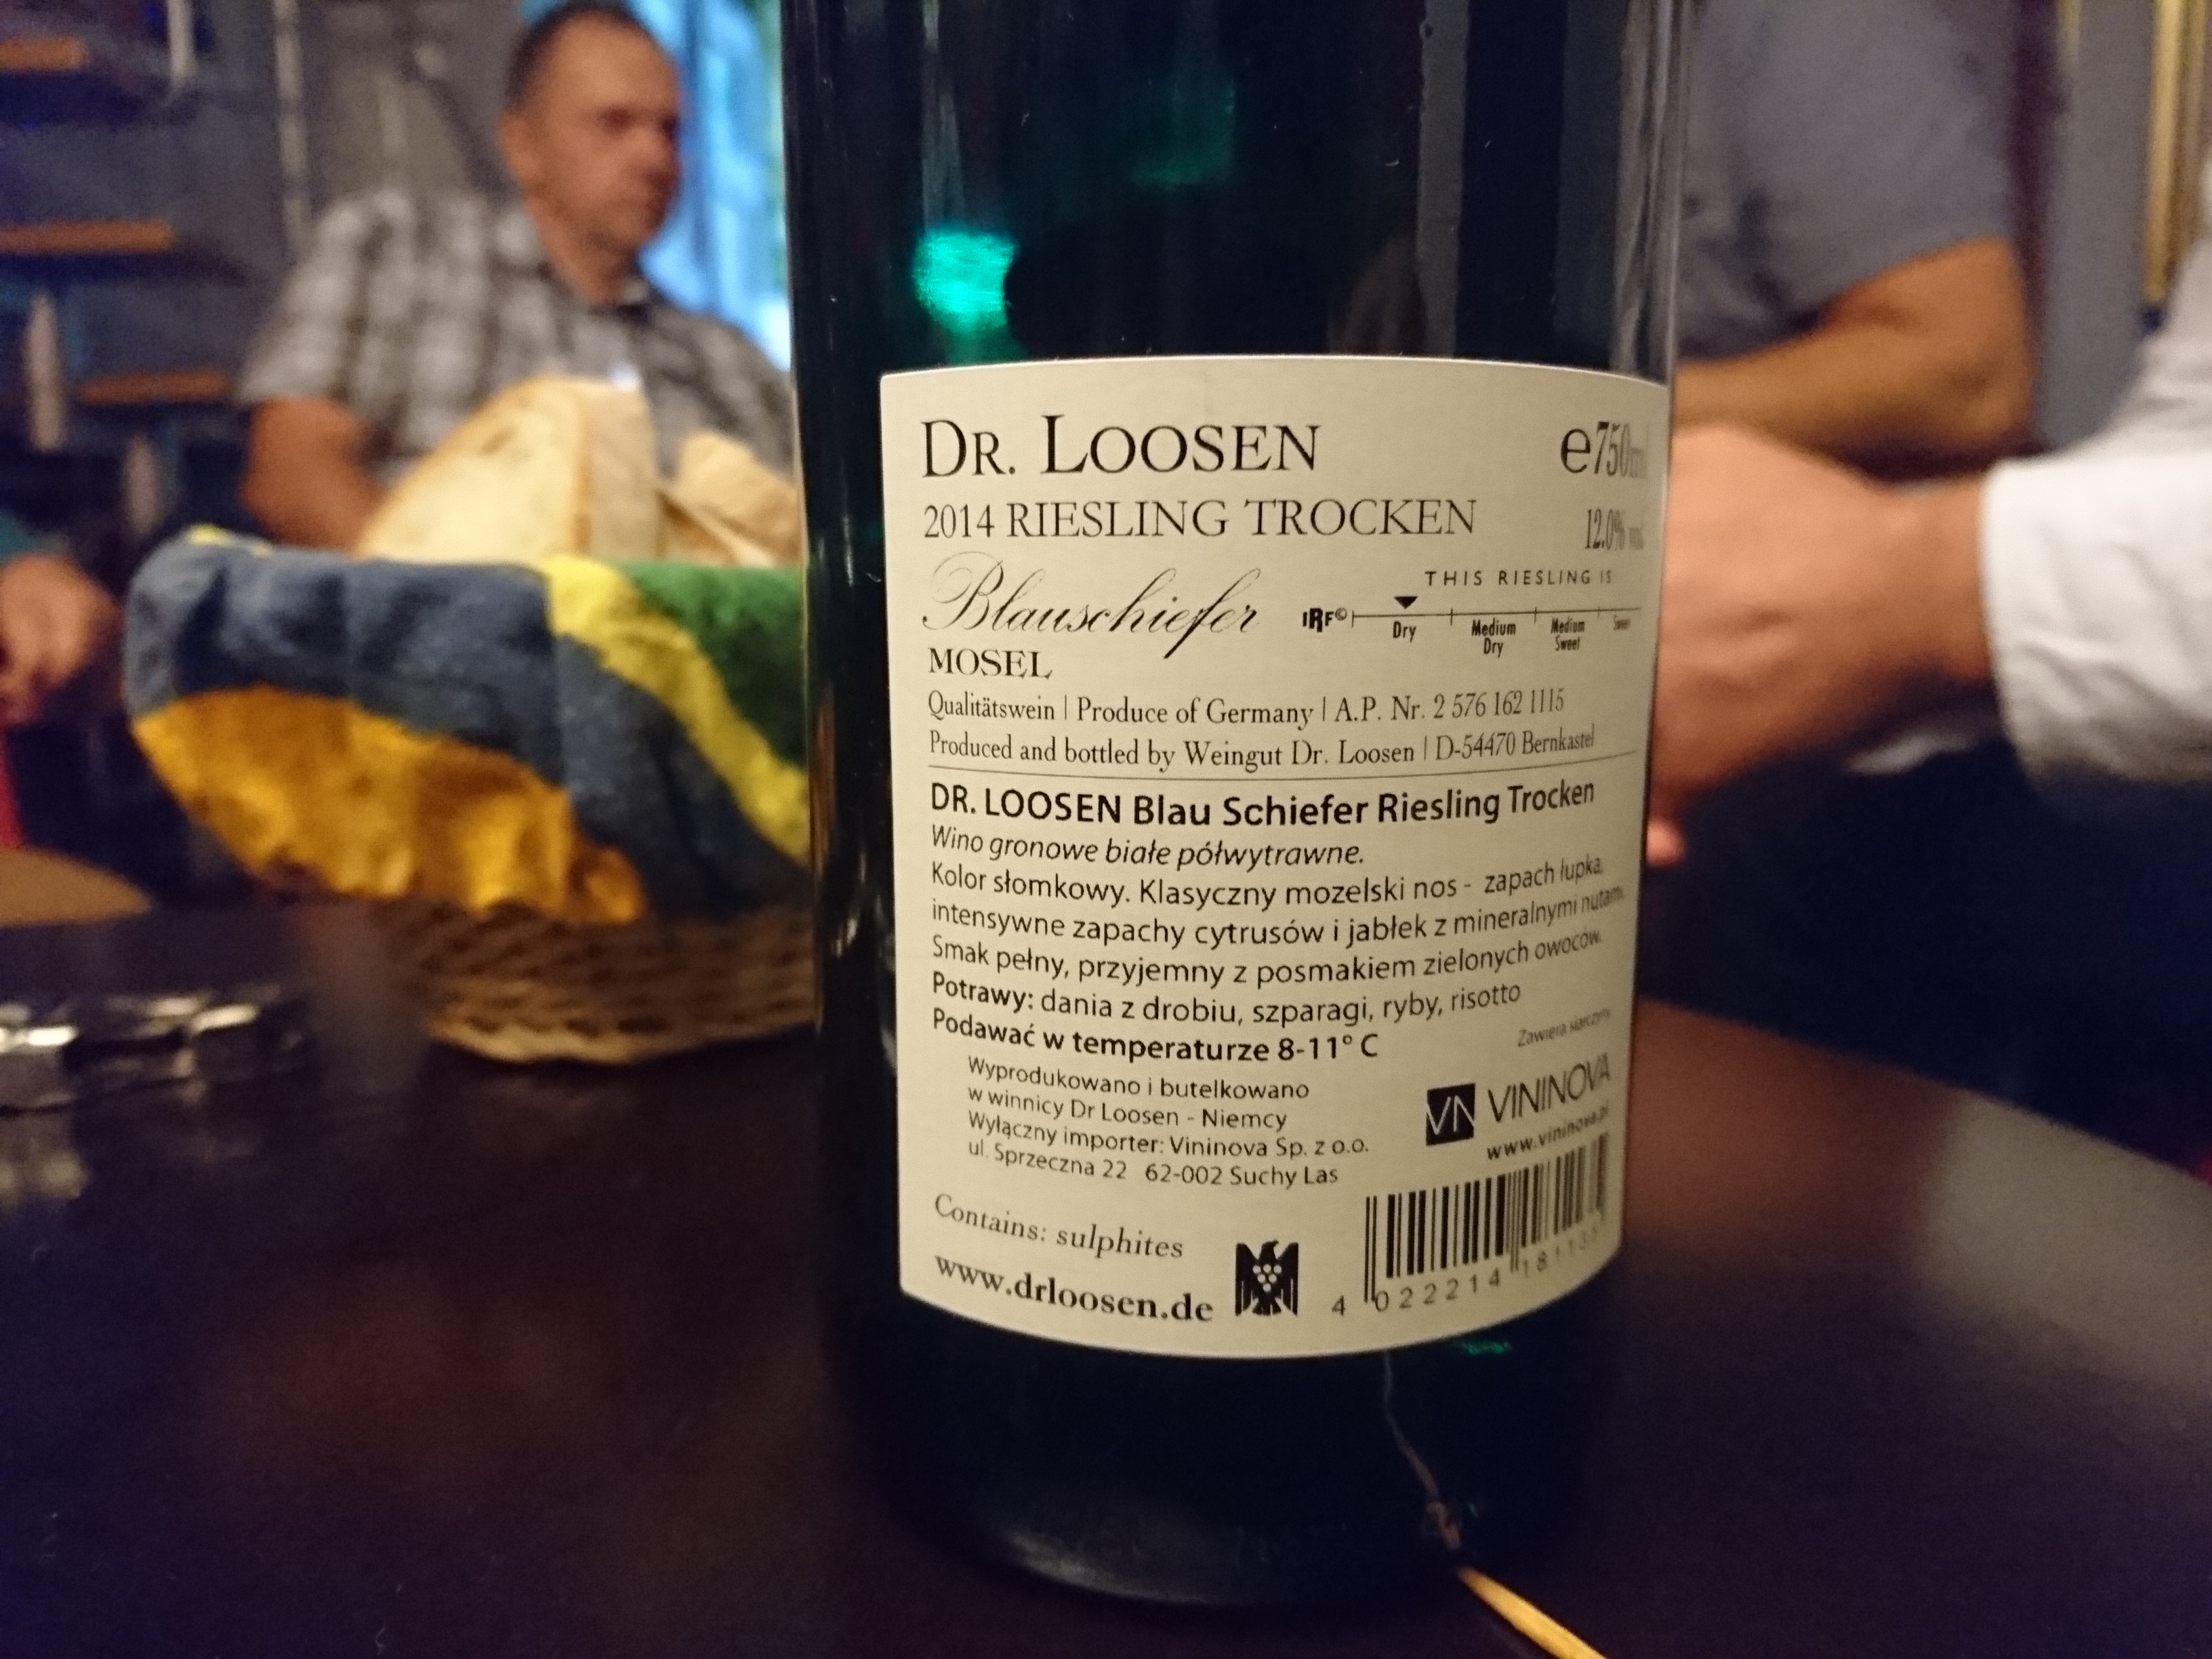 DR. LOOSEN e750ml
2014 RIESLING TROCKEN 12.0% vol
Blauschiefer
THIS RIESLING IS
IRF© Dry Medium Dry Medium Sweet Sweet
MOSEL
Qualitätswein | Produce of Germany | A.P. Nr. 2 576 162 1115
Produced and bottled by Weingut Dr. Loosen | D-54470 Bernkastel
DR. LOOSEN Blau Schiefer Riesling Trocken
Wino gronowe białe półwytrawne.
Kolor słomkowy. Klasyczny mozelski nos - zapach łupka,
intensywne zapachy cytrusów i jabłek z mineralnymi nutami.
Smak pełny, przyjemny z posmakiem zielonych owoców.
Potrawy: dania z drobiu, szparagi, ryby, risotto
Podawać w temperaturze 8-11° C
Zawiera siarczyny
Wyprodukowano i butelkowano
w winnicy Dr Loosen - Niemcy
Wyłączny importer: Vininova Sp. z o.o.
ul. Sprzeczna 22 62-002 Suchy Las
VN VININOVA
www.vininova.pl
Contains: sulphites
www.drloosen.de
4 022214